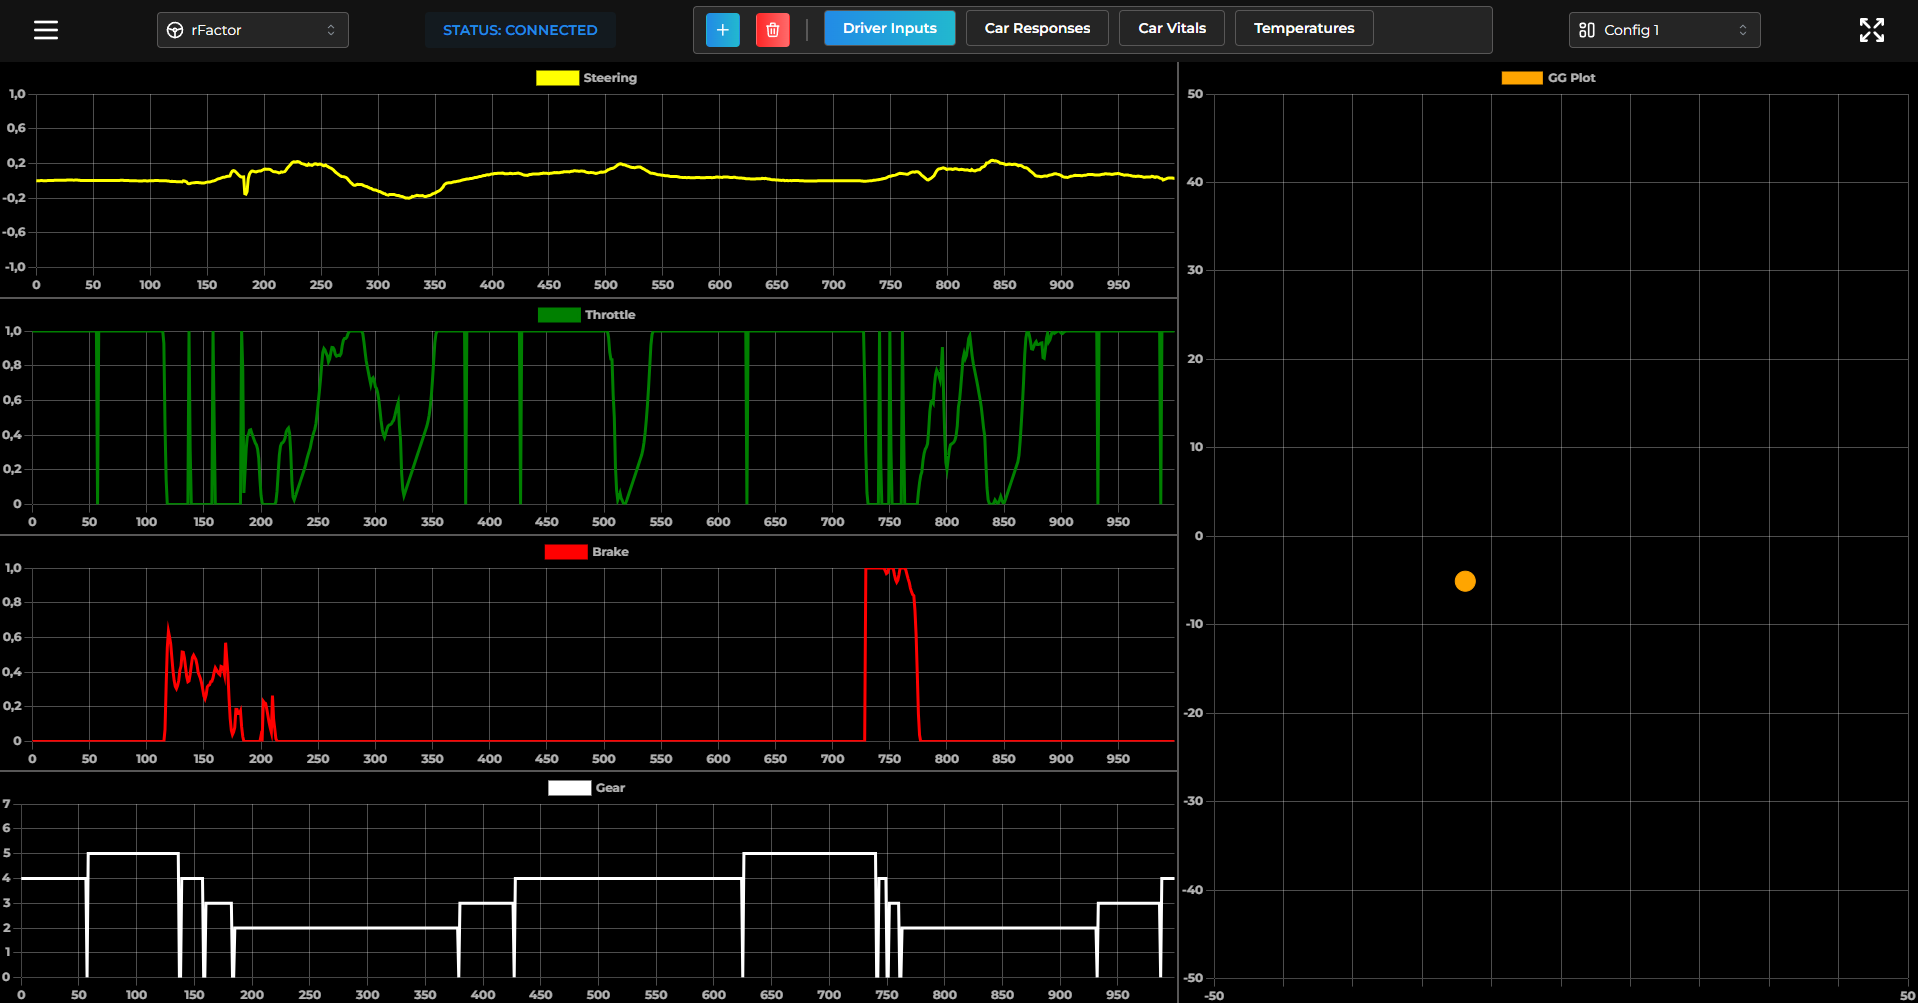 rFactor
STATUS: CONNECTED
Driver Inputs
Car Responses
Car Vitals
Temperatures
Config 1
Steering
1,0
0,6
0,2
-0,2
-0,6
-1,0
0 50 100 150 200 250 300 350 400 450 500 550 600 650 700 750 800 850 900 950
Throttle
1,0
0,8
0,6
0,4
0,2
0
0 50 100 150 200 250 300 350 400 450 500 550 600 650 700 750 800 850 900 950
Brake
1,0
0,8
0,6
0,4
0,2
0
0 50 100 150 200 250 300 350 400 450 500 550 600 650 700 750 800 850 900 950
Gear
7
6
5
4
3
2
1
0
0 50 100 150 200 250 300 350 400 450 500 550 600 650 700 750 800 850 900 950
GG Plot
50
40
30
20
10
0
-10
-20
-30
-40
-50
-50 50